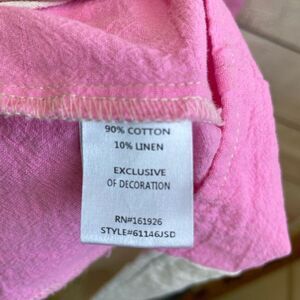 90% COTTON
10% LINEN
EXCLUSIVE
OF DECORATION
RN#161926
STYLE#61146JSD